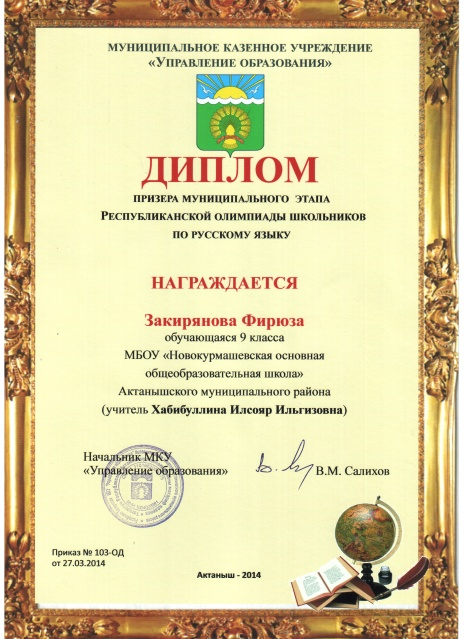 МУНИЦИПАЛЬНОЕ КАЗЕННОЕ УЧРЕЖДЕНИЕ
«УПРАВЛЕНИЕ ОБРАЗОВАНИЯ»
ДИПЛОМ
ПРИЗЕРА МУНИЦИПАЛЬНОГО ЭТАПА
РЕСПУБЛИКАНСКОЙ ОЛИМПИАДЫ ШКОЛЬНИКОВ
ПО РУССКОМУ ЯЗЫКУ
НАГРАЖДАЕТСЯ
Закирянова Фирюза
обучающаяся 9 класса
МБОУ «Новокурмашевская основная
общеобразовательная школа»
Актанышского муниципального района
(учитель Хабибуллина Илсояр Ильгизовна)
Начальник МКУ
«Управление образования»
В.М. Салихов
Приказ № 103-ОД
от 27.03.2014
Актаныш - 2014